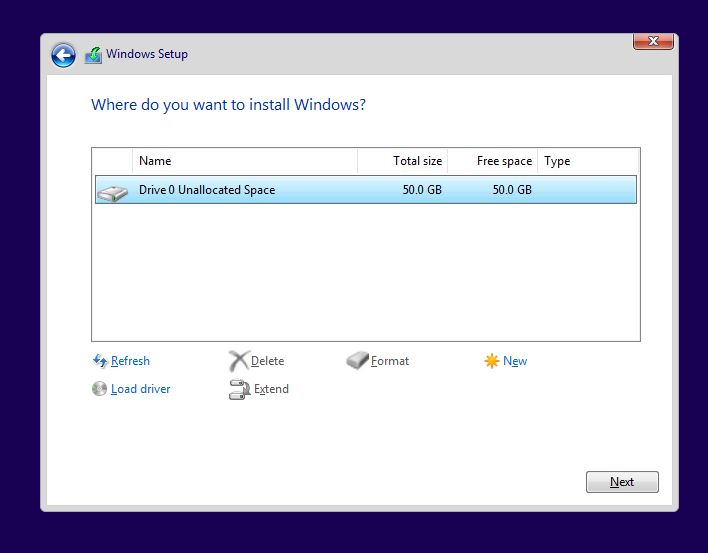 Windows Setup
Where do you want to install Windows?
Name Total size Free space Type
Drive 0 Unallocated Space 50.0 GB 50.0 GB
Refresh Delete Format New
Load driver Extend
Next